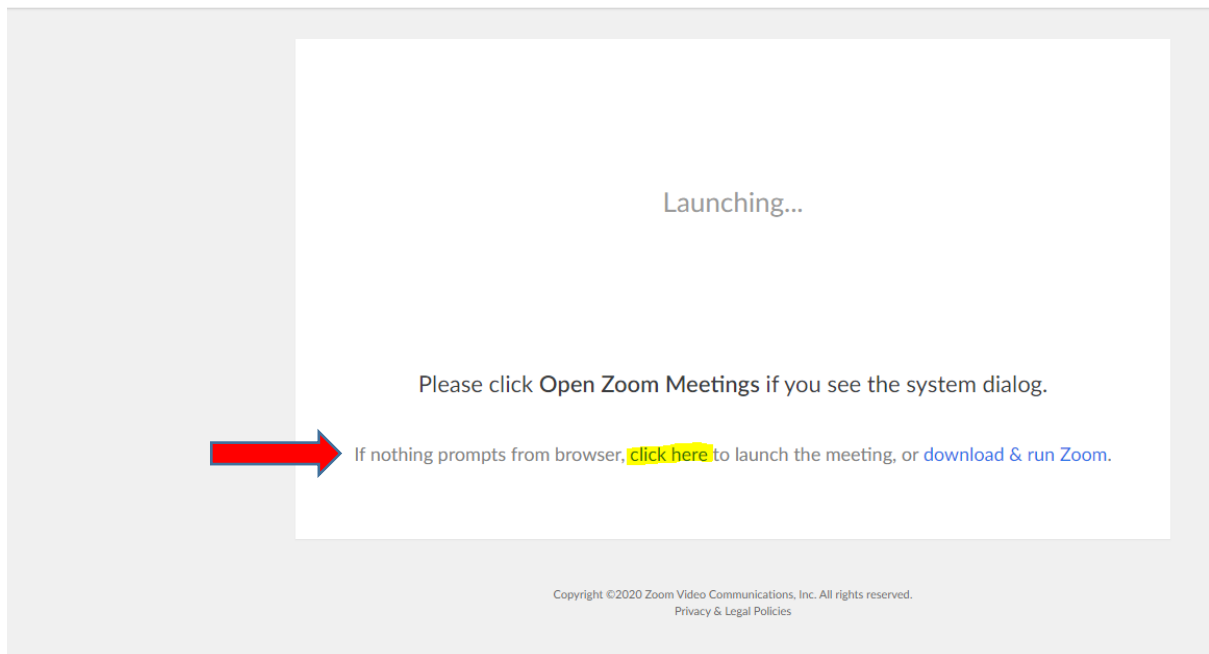 Launching...
Please click Open Zoom Meetings if you see the system dialog.
If nothing prompts from browser, click here to launch the meeting, or download & run Zoom.
Copyright ©2020 Zoom Video Communications, Inc. All rights reserved.
Privacy & Legal Policies